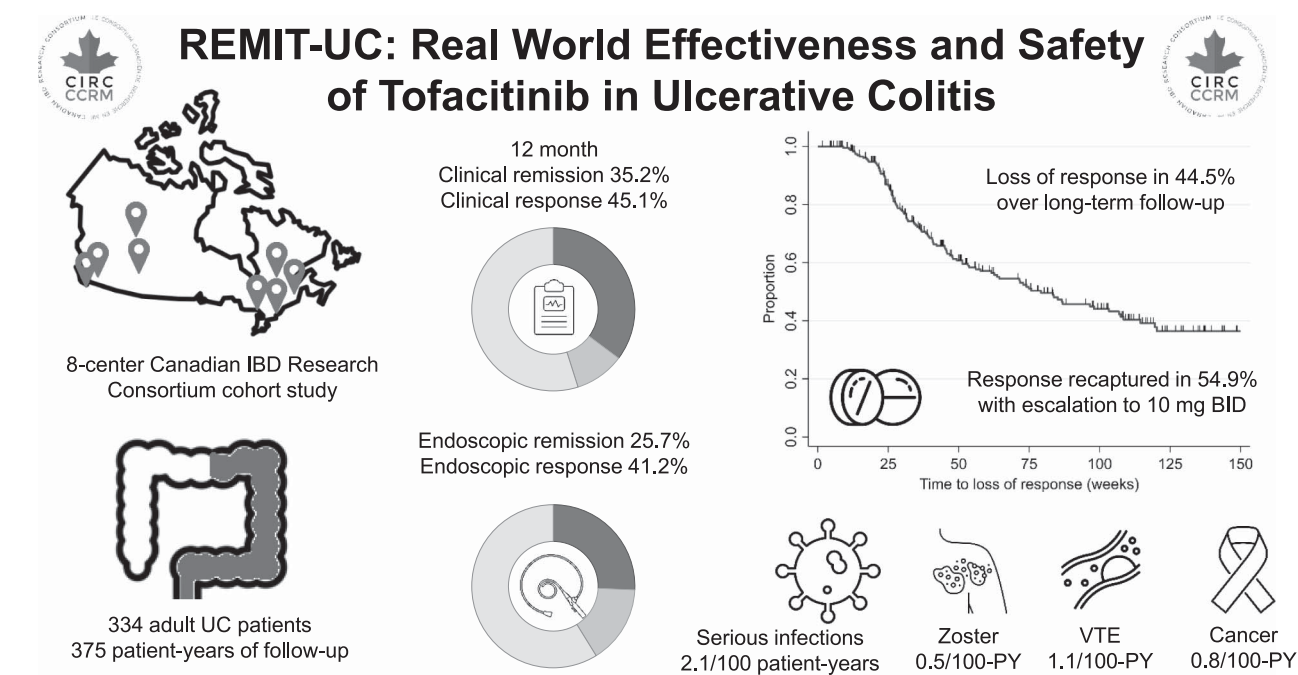 REMIT-UC: Real World Effectiveness and Safety
of Tofacitinib in Ulcerative Colitis
CIRC
CCRM
CIRC
CCRM
8-center Canadian IBD Research
Consortium cohort study
334 adult UC patients
375 patient-years of follow-up
12 month
Clinical remission 35.2%
Clinical response 45.1%
Endoscopic remission 25.7%
Endoscopic response 41.2%
Loss of response in 44.5%
over long-term follow-up
Response recaptured in 54.9%
with escalation to 10 mg BID
Proportion
1.0
0.8
0.6
0.4
0.2
0.0
0 25 50 75 100 125 150
Time to loss of response (weeks)
Serious infections
2.1/100 patient-years
Zoster
0.5/100-PY
VTE
1.1/100-PY
Cancer
0.8/100-PY